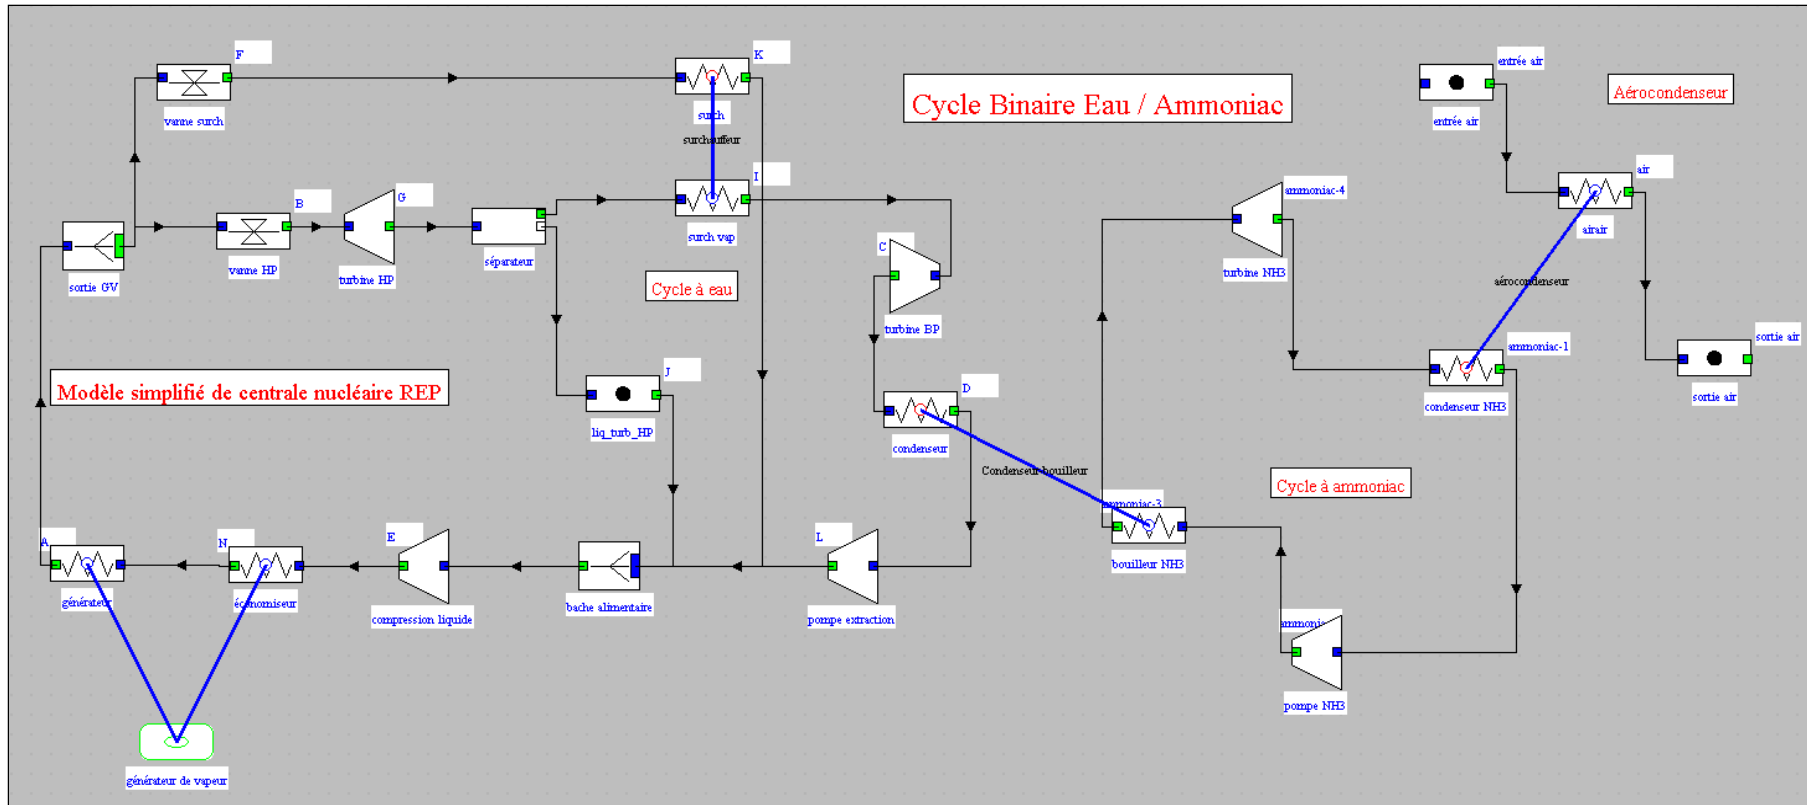 F
vanne surch
K
surch
surchauffeur
Cycle Binaire Eau / Ammoniac
entrée air
entrée air
Aérocondenseur
B
vanne HP
G
turbine HP
séparateur
I
surch vap
sortie GV
Cycle à eau
C
turbine BP
ammoniac-4
turbine NH3
air
airair
aérocondenseur
ammoniac-1
condenseur NH3
sortie air
sortie air
Modèle simplifié de centrale nucléaire REP
J
liq_turb_HP
D
condenseur
Condenseur-bouilleur
Cycle à ammoniac
ammoniac-3
bouilleur NH3
A
générateur
N
économiseur
E
compression liquide
bache alimentaire
L
pompe extraction
pompe NH3
générateur de vapeur